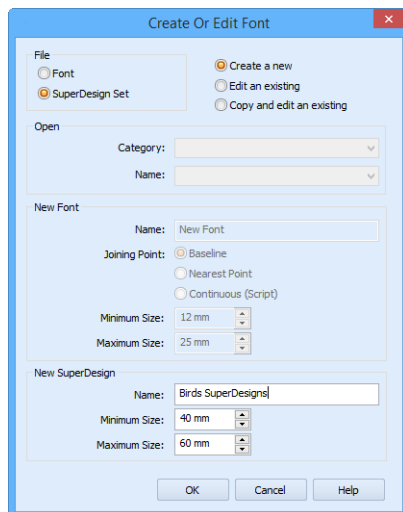 Create Or Edit Font
File
Font
SuperDesign Set
Create a new
Edit an existing
Copy and edit an existing
Open
Category:
Name:
New Font
Name: New Font
Joining Point: Baseline
Nearest Point
Continuous (Script)
Minimum Size: 12 mm
Maximum Size: 25 mm
New SuperDesign
Name: Birds SuperDesigns
Minimum Size: 40 mm
Maximum Size: 60 mm
OK Cancel Help